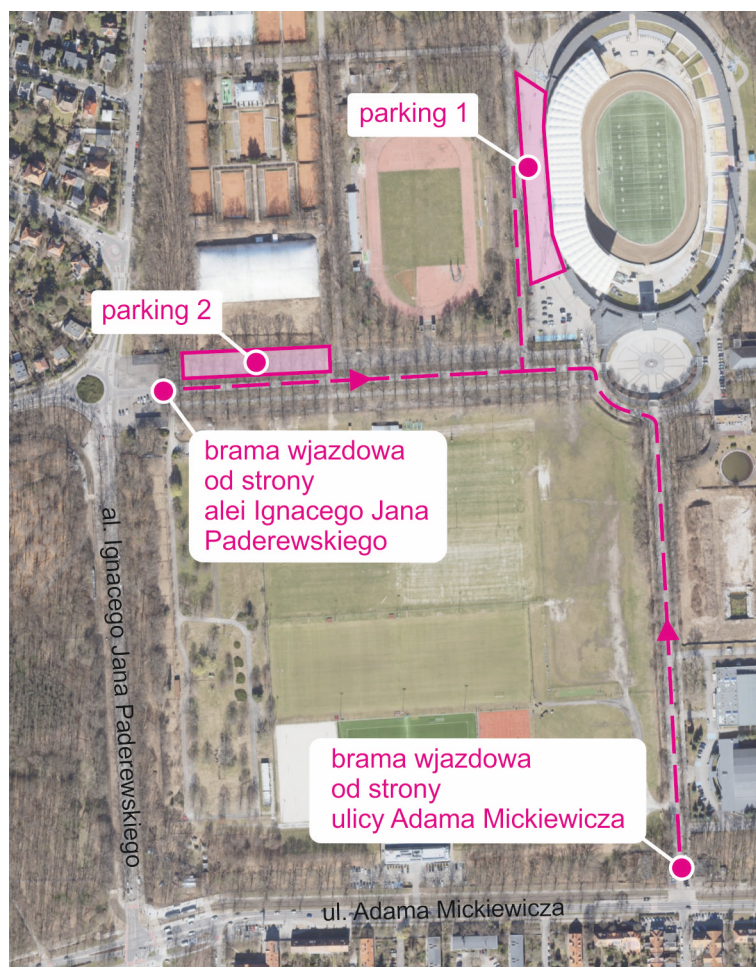 parking 1
parking 2
brama wjazdowa
od strony
alei Ignacego Jana
Paderewskiego
al. Ignacego Jana Paderewskiego
brama wjazdowa
od strony
ulicy Adama Mickiewicza
ul. Adama Mickiewicza